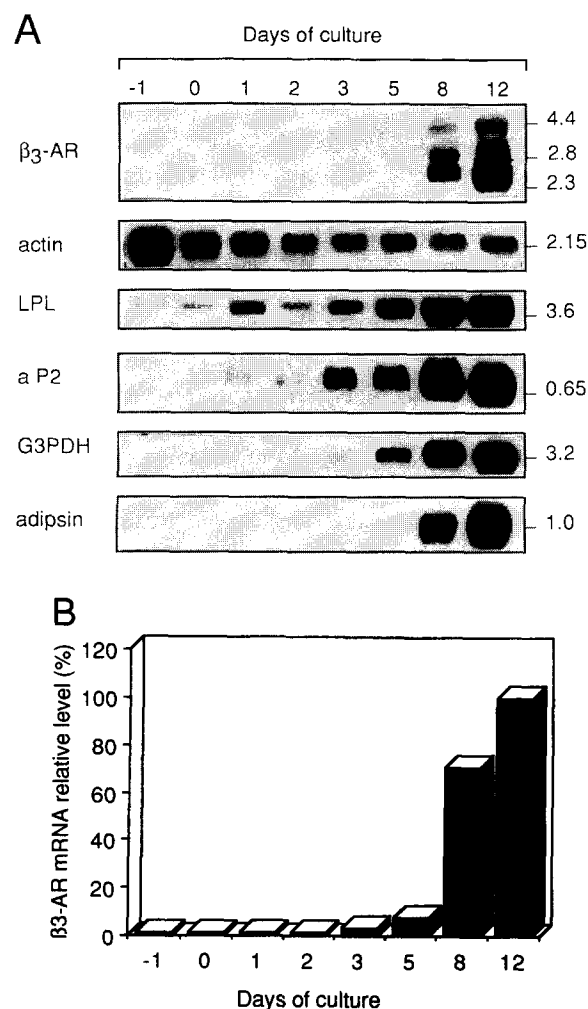 A
Days of culture
-1 0 1 2 3 5 8 12
β3-AR
4.4
2.8
2.3
actin
2.15
LPL
3.6
a P2
0.65
G3PDH
3.2
adipsin
1.0
B
ß3-AR mRNA relative level (%)
120
100
80
60
40
20
0
-1 0 1 2 3 5 8 12
Days of culture